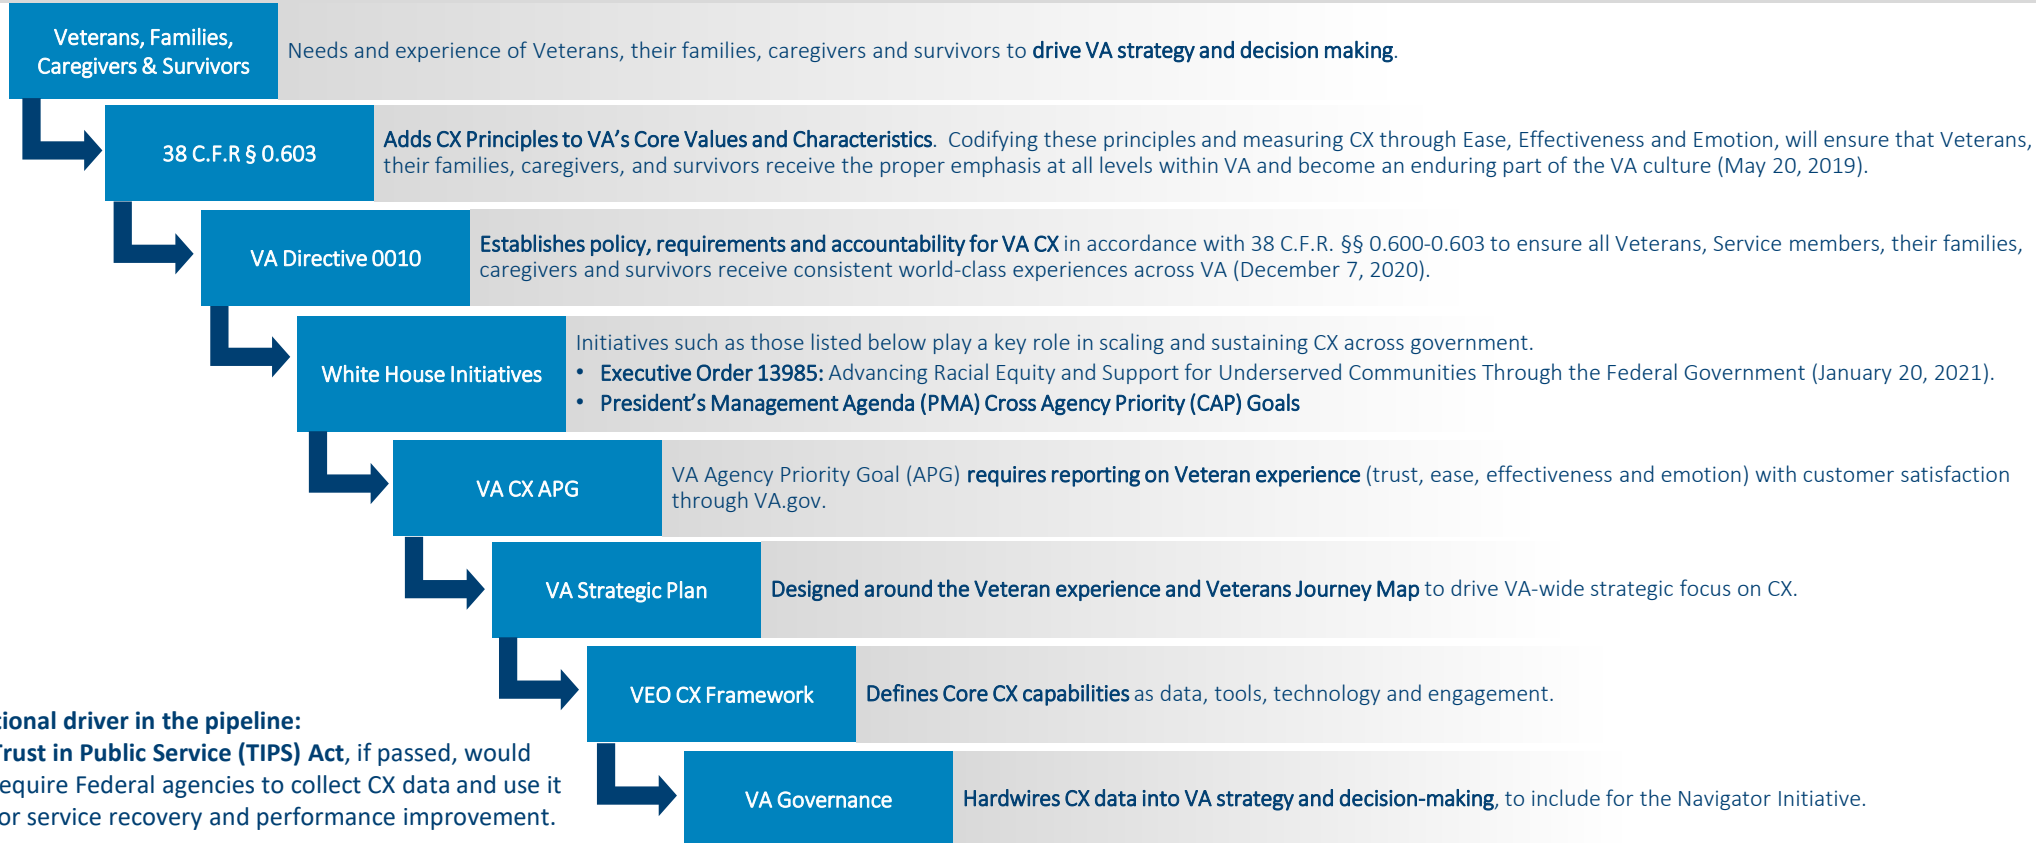 Veterans, Families,
Caregivers & Survivors
Needs and experience of Veterans, their families, caregivers and survivors to drive VA strategy and decision making.
38 C.F.R § 0.603
Adds CX Principles to VA's Core Values and Characteristics. Codifying these principles and measuring CX through Ease, Effectiveness and Emotion, will ensure that Veterans,
their families, caregivers, and survivors receive the proper emphasis at all levels within VA and become an enduring part of the VA culture (May 20, 2019).
VA Directive 0010
Establishes policy, requirements and accountability for VA CX in accordance with 38 C.F.R. §§ 0.600-0.603 to ensure all Veterans, Service members, their families,
caregivers and survivors receive consistent world-class experiences across VA (December 7, 2020).
White House Initiatives
Initiatives such as those listed below play a key role in scaling and sustaining CX across government.
• Executive Order 13985: Advancing Racial Equity and Support for Underserved Communities Through the Federal Government (January 20, 2021).
• President's Management Agenda (PMA) Cross Agency Priority (CAP) Goals
VA CX APG
VA Agency Priority Goal (APG) requires reporting on Veteran experience (trust, ease, effectiveness and emotion) with customer satisfaction
through VA.gov.
VA Strategic Plan
Designed around the Veteran experience and Veterans Journey Map to drive VA-wide strategic focus on CX.
VEO CX Framework
Defines Core CX capabilities as data, tools, technology and engagement.
VA Governance
Hardwires CX data into VA strategy and decision-making, to include for the Navigator Initiative.
tional driver in the pipeline:
Trust in Public Service (TIPS) Act, if passed, would
equire Federal agencies to collect CX data and use it
or service recovery and performance improvement.